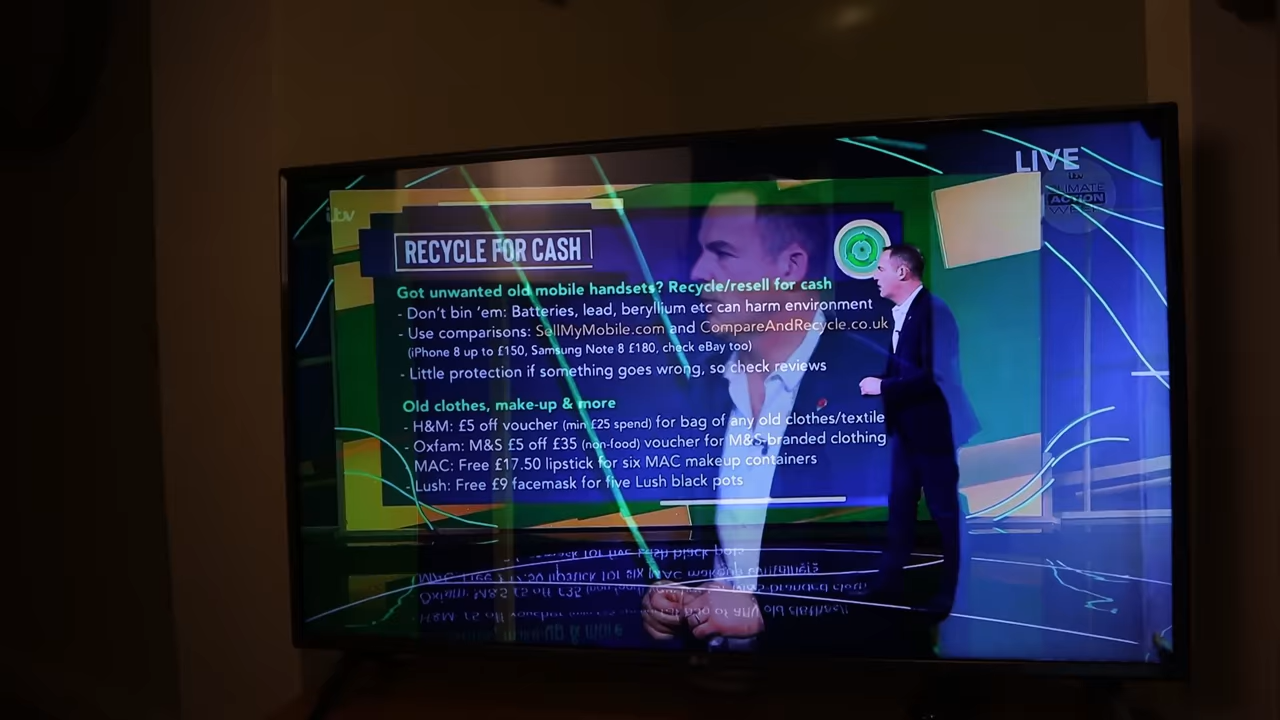 LIVE
itv
itv
CLIMATE
ACTION
WEEK
RECYCLE FOR CASH
Got unwanted old mobile handsets? Recycle/resell for cash
- Don't bin 'em: Batteries, lead, beryllium etc can harm environment
- Use comparisons: SellMyMobile.com and CompareAndRecycle.co.uk
(iPhone 8 up to £150, Samsung Note 8 £180, check eBay too)
- Little protection if something goes wrong, so check reviews
Old clothes, make-up & more
- H&M: £5 off voucher (min £25 spend) for bag of any old clothes/textile
- Oxfam: M&S £5 off £35 (non-food) voucher for M&S-branded clothing
MAC: Free £17.50 lipstick for six MAC makeup containers
- Lush: Free £9 facemask for five Lush black pots